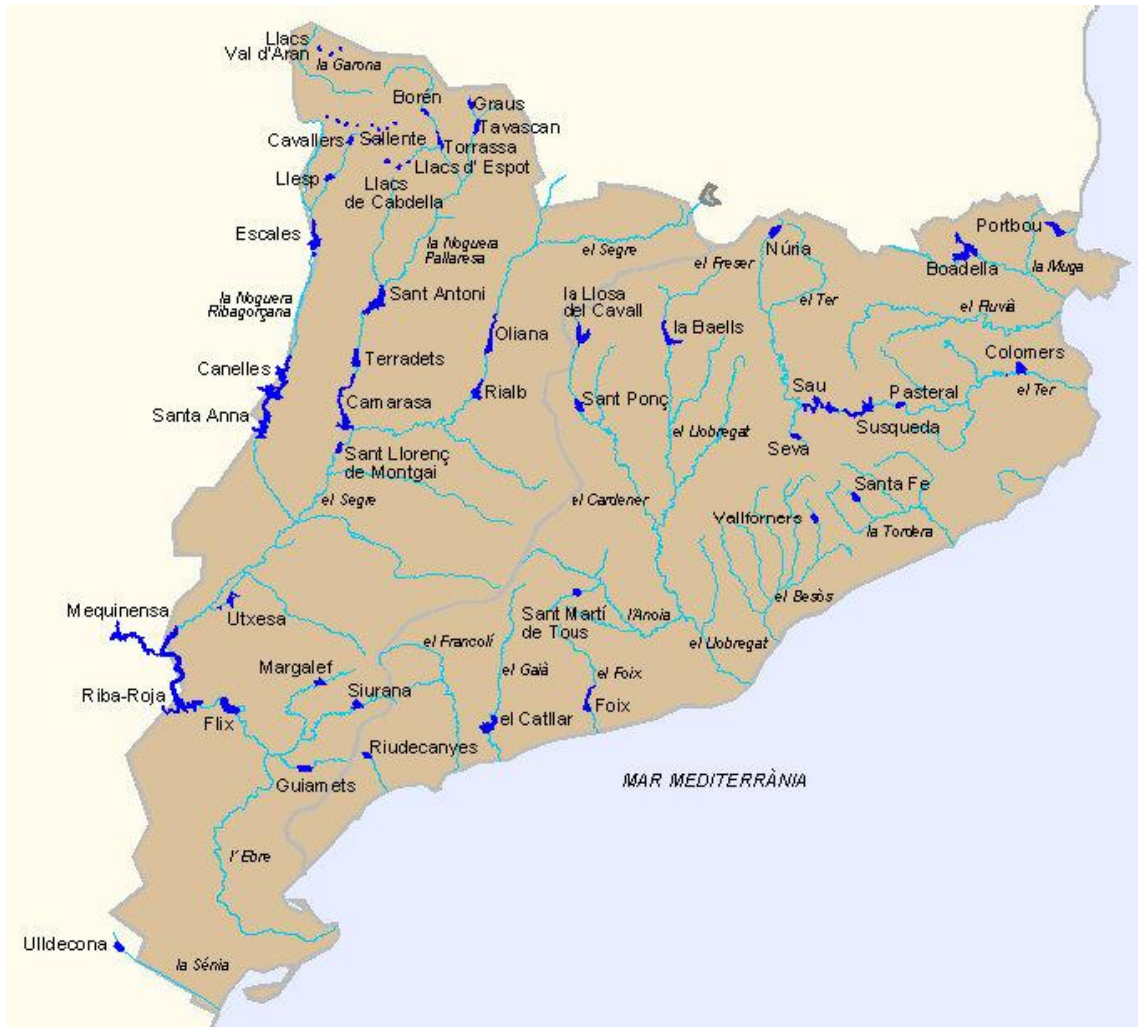 Llacs
Val d'Aran
la Garona
Borén
Graus
Tavascan
Cavallers
Sallente
Torrassa
Llacs d' Espot
Llesp
Llacs
de Cabdella
Escales
la Noguera
Pallaresa
el Segre
el Freser
Núria
Portbou
Boadella
la Muga
la Noguera
Ribagorçana
Sant Antoni
la Llosa
del Cavall
el Ter
el Fluvià
Oliana
la Baells
Terradets
Colomers
Canelles
Rialb
Sau
Pasteral
el Ter
Santa Anna
Camarasa
Sant Ponç
Susqueda
el Llobregat
Seva
Sant Llorenç
de Montgai
el Segre
el Cardener
Santa Fe
Vallforners
la Tordera
Mequinensa
Utxesa
Sant Martí
de Tous
l'Anoia
el Besòs
el Francolí
el Llobregat
Margalef
el Gaià
el Foix
Riba-Roja
Siurana
Flix
el Catllar
Foix
Riudecanyes
Guiamets
MAR MEDITERRÀNIA
l' Ebre
Ulldecona
la Sénia